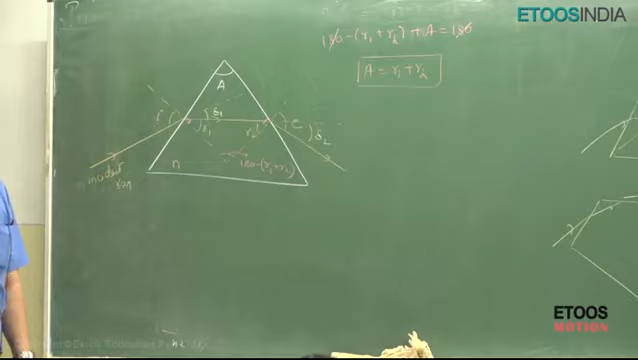 ETOOSINDIA
180 - (r₁ + r₂) + A = 180
A = r₁ + r₂
A
i
δ₁
r₁
r₂
e
δ₂
n
180-(r₁+r₂)
incident
ray
ETOOS
MOTION